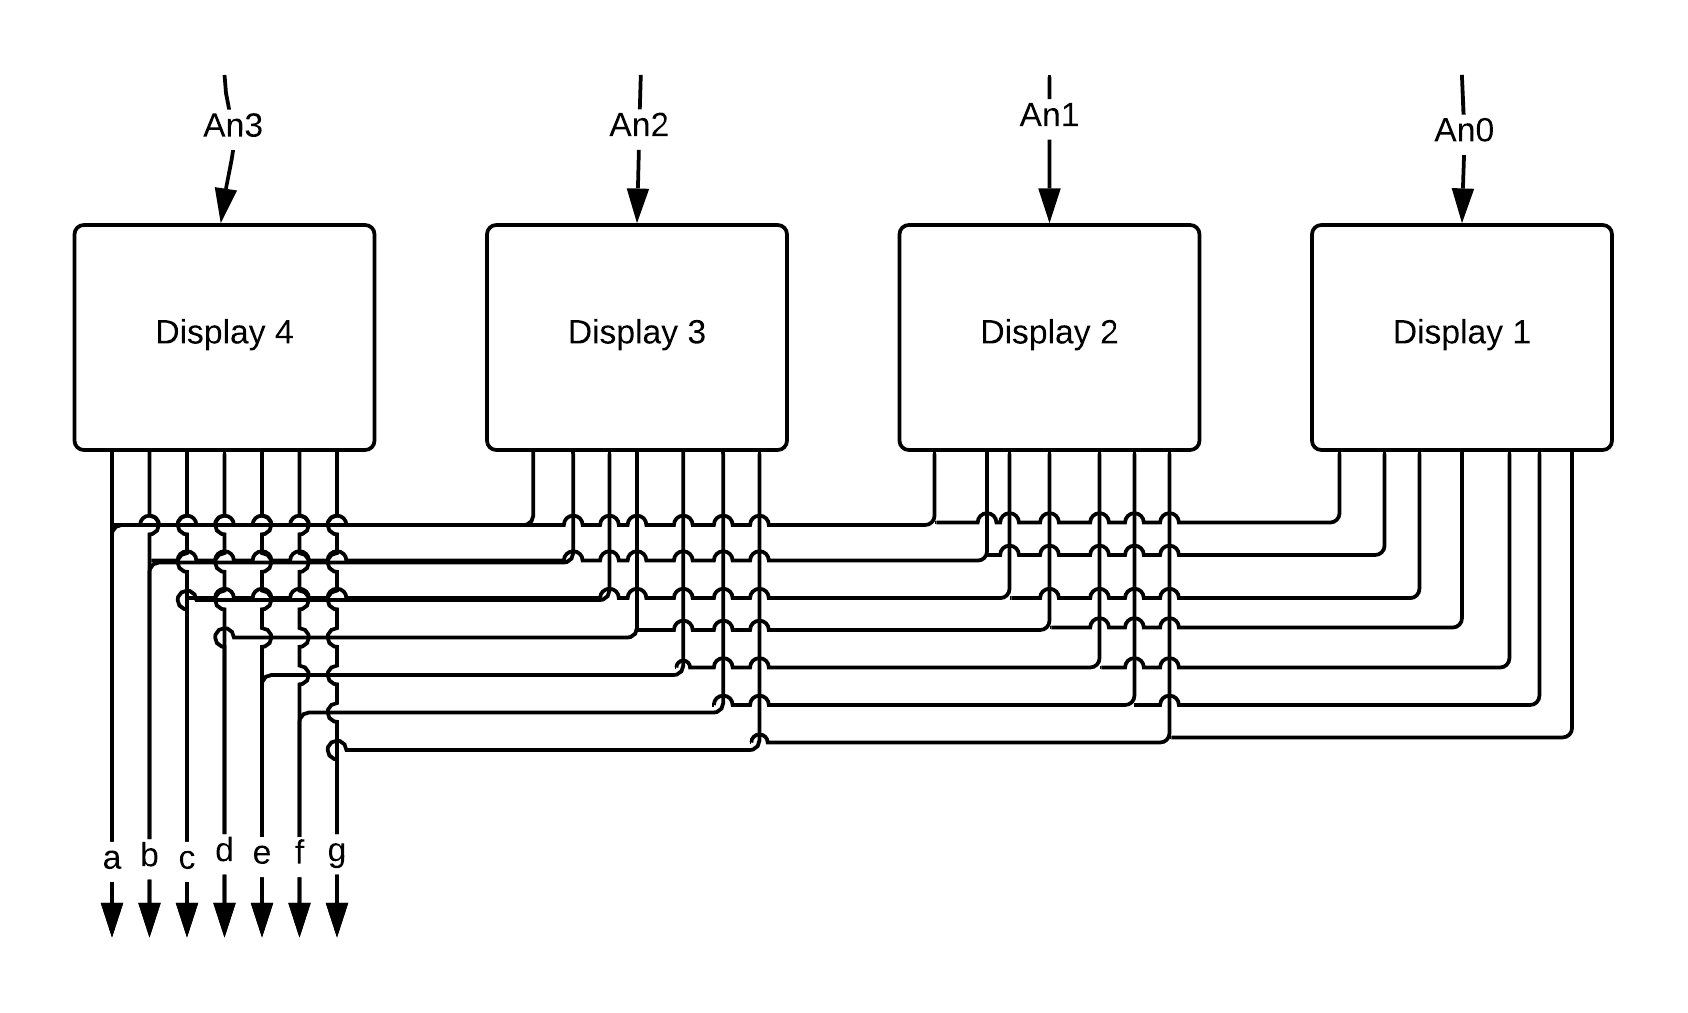 An3
An2
An1
An0
Display 4
Display 3
Display 2
Display 1
a
b
c
d
e
f
g